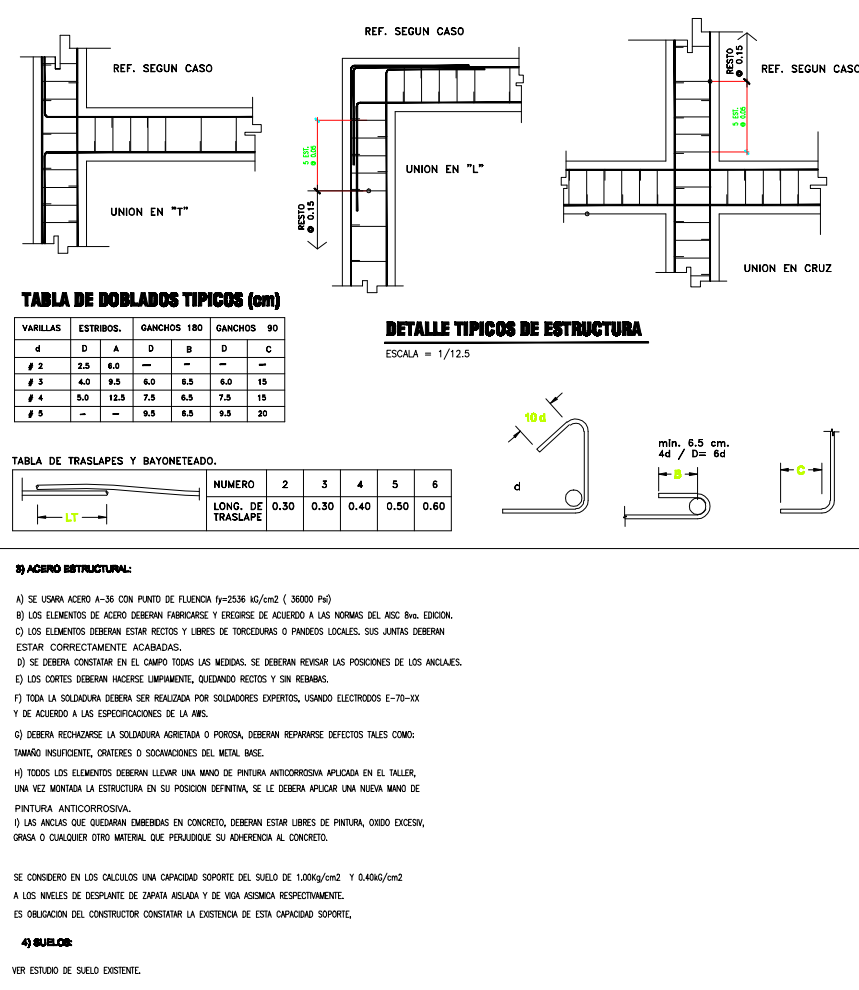 REF. SEGUN CASO
REF. SEGUN CASO
RESTO
@ 0.15
REF. SEGUN CASO
5 EST.
@ 0.06
5 EST.
@ 0.06
UNION EN "L"
RESTO
@ 0.15
UNION EN "T"
UNION EN CRUZ
TABLA DE DOBLADOS TIPICOS (cm)
VARILLAS ESTRIBOS. GANCHOS 180 GANCHOS 90
d D A D B D C
# 2 2.5 6.0 — — — —
# 3 4.0 9.5 6.0 6.5 6.0 15
# 4 5.0 12.5 7.5 6.5 7.5 15
# 5 — — 9.5 6.5 9.5 20
DETALLE TIPICOS DE ESTRUCTURA
ESCALA = 1/12.5
10d
d
min. 6.5 cm.
4d / D= 6d
B
C
TABLA DE TRASLAPES Y BAYONETEADO.
LT
NUMERO 2 3 4 5 6
LONG. DE TRASLAPE 0.30 0.30 0.40 0.50 0.60
3) ACERO ESTRUCTURAL:
A) SE USARA ACERO A-36 CON PUNTO DE FLUENCIA fy=2536 kG/cm2 ( 36000 Psi)
B) LOS ELEMENTOS DE ACERO DEBERAN FABRICARSE Y EREGIRSE DE ACUERDO A LAS NORMAS DEL AISC 8va. EDICION.
C) LOS ELEMENTOS DEBERAN ESTAR RECTOS Y LIBRES DE TORCEDURAS O PANDEOS LOCALES. SUS JUNTAS DEBERAN
ESTAR CORRECTAMENTE ACABADAS.
D) SE DEBERA CONSTATAR EN EL CAMPO TODAS LAS MEDIDAS. SE DEBERAN REVISAR LAS POSICIONES DE LOS ANCLAJES.
E) LOS CORTES DEBERAN HACERSE LIMPIAMENTE, QUEDANDO RECTOS Y SIN REBABAS.
F) TODA LA SOLDADURA DEBERA SER REALIZADA POR SOLDADORES EXPERTOS, USANDO ELECTRODOS E-70-XX
Y DE ACUERDO A LAS ESPECIFICACIONES DE LA AWS.
G) DEBERA RECHAZARSE LA SOLDADURA AGRIETADA O POROSA, DEBERAN REPARARSE DEFECTOS TALES COMO:
TAMAÑO INSUFICIENTE, CRATERES O SOCAVACIONES DEL METAL BASE.
H) TODOS LOS ELEMENTOS DEBERAN LLEVAR UNA MANO DE PINTURA ANTICORROSIVA APLICADA EN EL TALLER,
UNA VEZ MONTADA LA ESTRUCTURA EN SU POSICION DEFINITIVA, SE LE DEBERA APLICAR UNA NUEVA MANO DE
PINTURA ANTICORROSIVA.
I) LAS ANCLAS QUE QUEDARAN EMBEBIDAS EN CONCRETO, DEBERAN ESTAR LIBRES DE PINTURA, OXIDO EXCESIV,
GRASA O CUALQUIER OTRO MATERIAL QUE PERJUDIQUE SU ADHERENCIA AL CONCRETO.
SE CONSIDERO EN LOS CALCULOS UNA CAPACIDAD SOPORTE DEL SUELO DE 1.00Kg/cm2 Y 0.40kG/cm2
A LOS NIVELES DE DESPLANTE DE ZAPATA AISLADA Y DE VIGA ASISMICA RESPECTIVAMENTE.
ES OBLIGACION DEL CONSTRUCTOR CONSTATAR LA EXISTENCIA DE ESTA CAPACIDAD SOPORTE,
4) SUELOS:
VER ESTUDIO DE SUELO EXISTENTE.